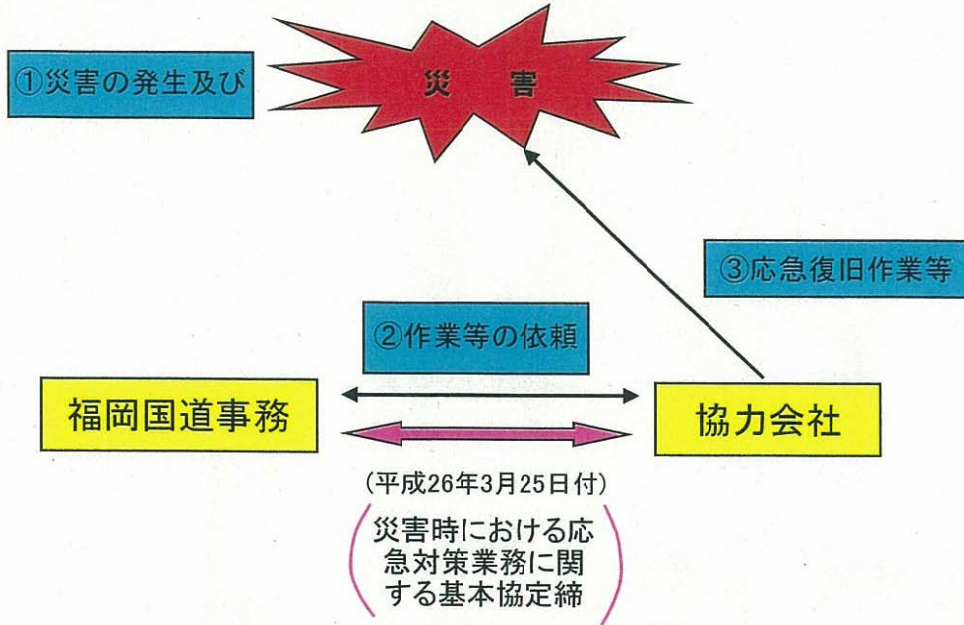 ①災害の発生及び
災　害
③応急復旧作業等
②作業等の依頼
福岡国道事務
協力会社
(平成26年3月25日付)
災害時における応
急対策業務に関
する基本協定締